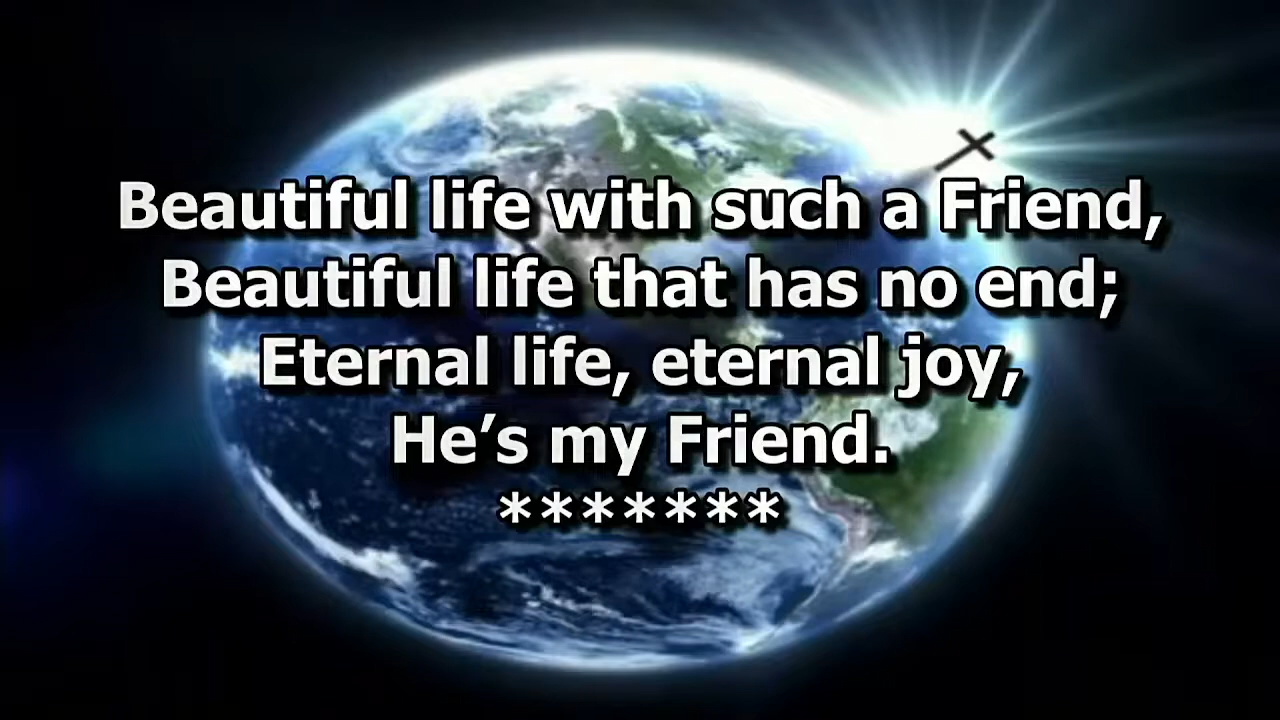 Beautiful life with such a Friend,
Beautiful life that has no end;
Eternal life, eternal joy,
He’s my Friend.
*******